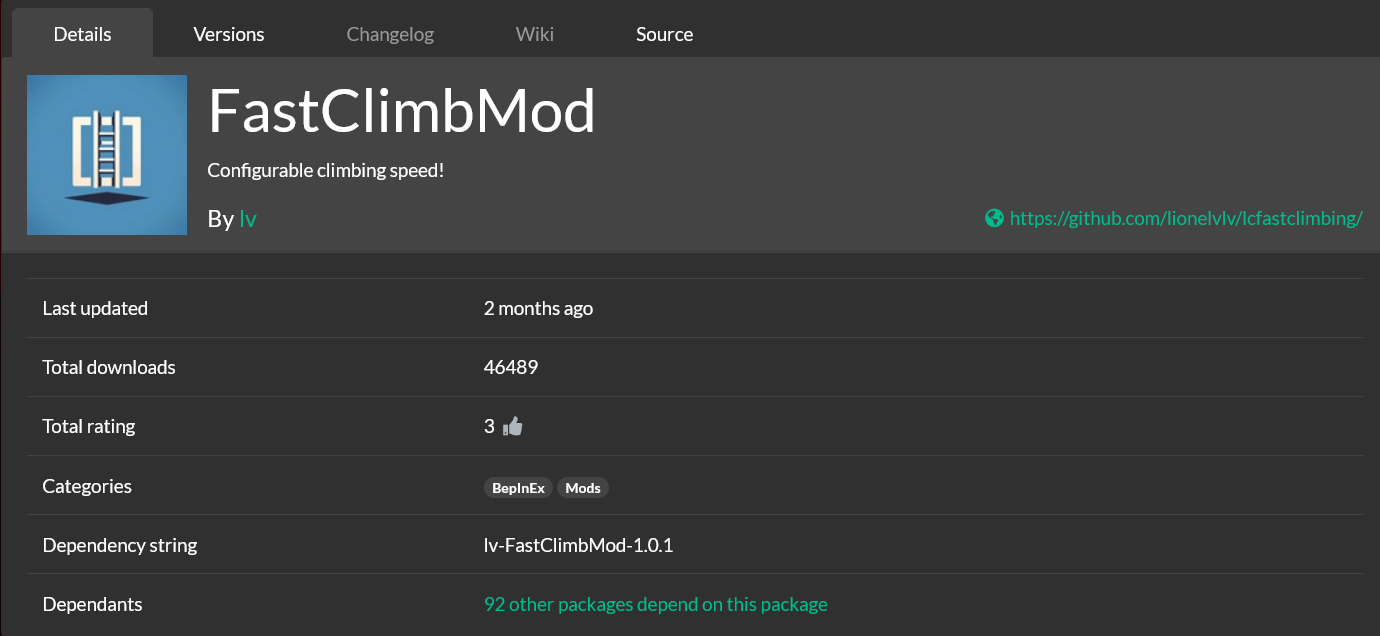 Details Versions Changelog Wiki Source
FastClimbMod
Configurable climbing speed!
By lv
https://github.com/lionelvlv/lcfastclimbing/
Last updated 2 months ago
Total downloads 46489
Total rating 3
Categories BepInEx Mods
Dependency string lv-FastClimbMod-1.0.1
Dependants 92 other packages depend on this package